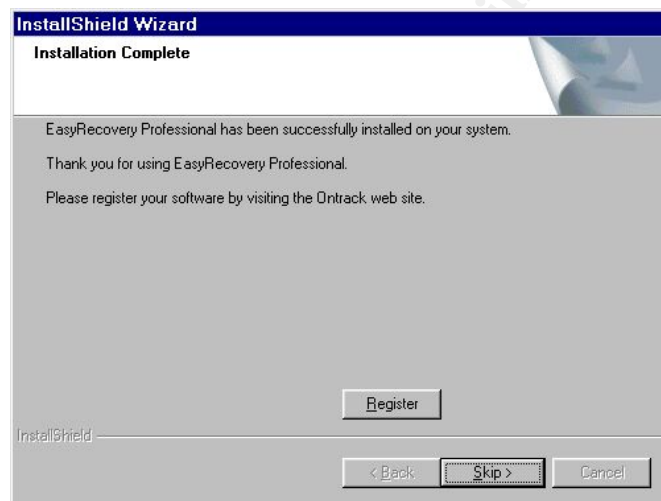 InstallShield Wizard
Installation Complete
EasyRecovery Professional has been successfully installed on your system.
Thank you for using EasyRecovery Professional.
Please register your software by visiting the Ontrack web site.
Register
InstallShield
< Back
Skip >
Cancel